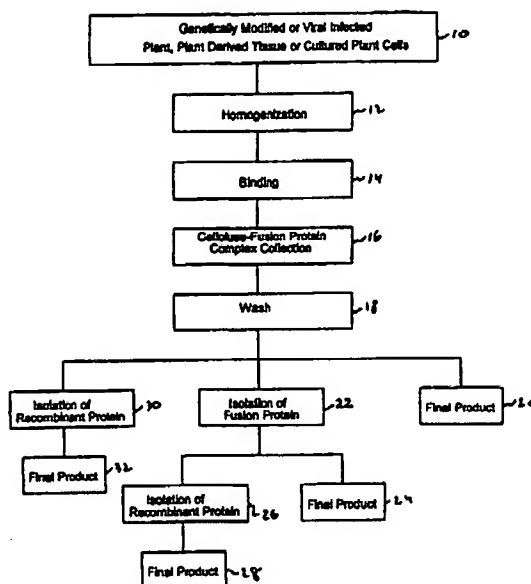 Genetically Modified or Viral Infected
Plant, Plant Derived Tissue or Cultured Plant Cells
10
Homogenization
12
Binding
14
Cellulose-Fusion Protein
Complex Collection
16
Wash
18
Isolation of
Recombinant Protein
30
Isolation of
Fusion Protein
22
Final Product
Final Product
32
Isolation of
Recombinant Protein
26
Final Product
24
Final Product
28